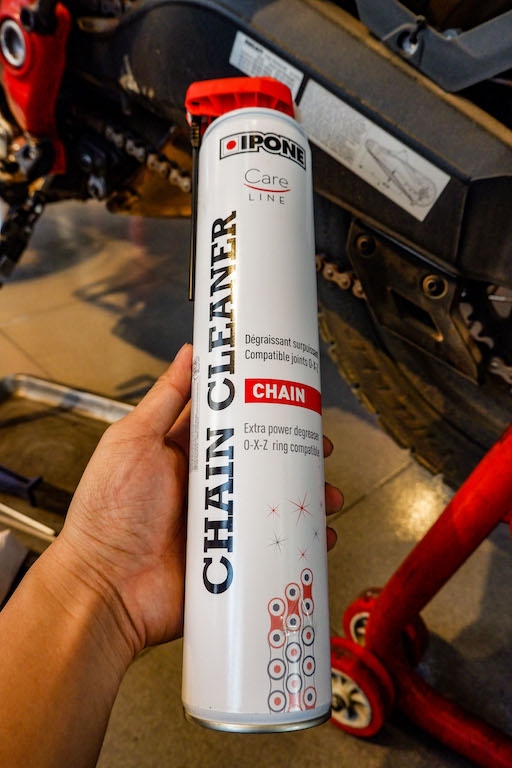 IPONE
Care
LINE
CHAIN CLEANER
Dégraissant surpuissant
Compatible joints O-X-Z
CHAIN
Extra power degreaser
O-X-Z ring compatible